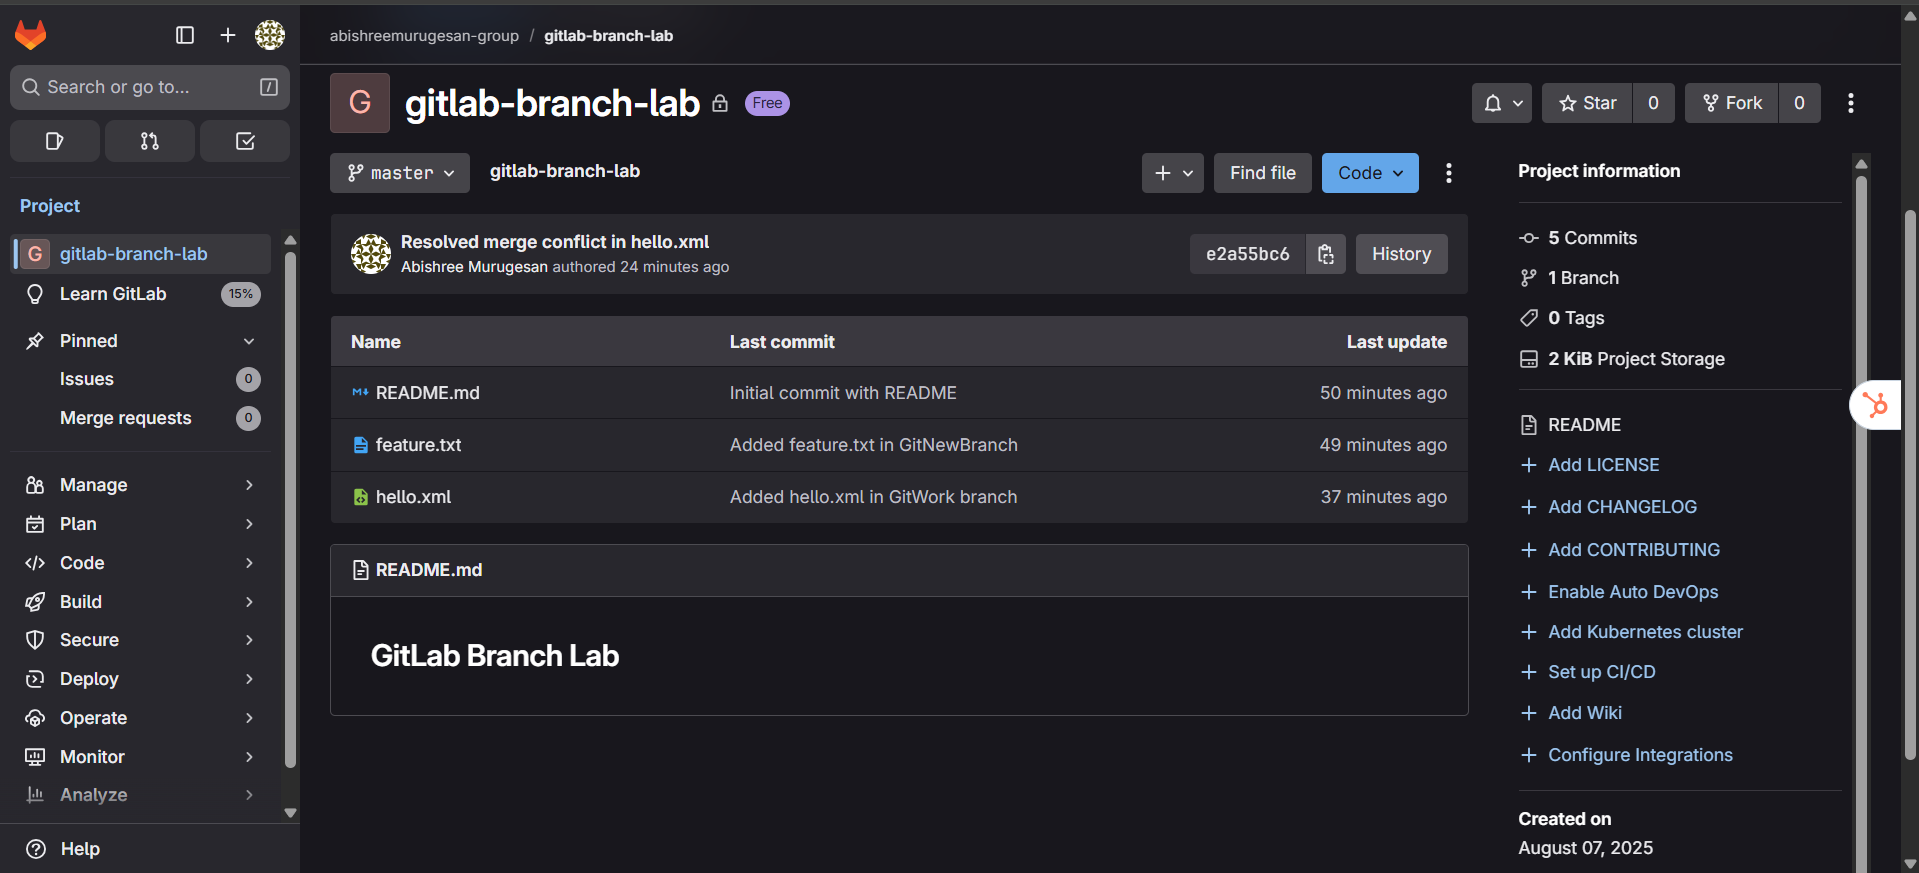 abishreemurugesan-group / gitlab-branch-lab
Search or go to... /
Project
G gitlab-branch-lab
Learn GitLab 15%
Pinned
Issues 0
Merge requests 0
Manage
Plan
Code
Build
Secure
Deploy
Operate
Monitor
Analyze
Help
G gitlab-branch-lab Free
Star 0 Fork 0
master gitlab-branch-lab
Find file Code
Resolved merge conflict in hello.xml
Abishree Murugesan authored 24 minutes ago
e2a55bc6 History
Name Last commit Last update
README.md Initial commit with README 50 minutes ago
feature.txt Added feature.txt in GitNewBranch 49 minutes ago
hello.xml Added hello.xml in GitWork branch 37 minutes ago
README.md
GitLab Branch Lab
Project information
5 Commits
1 Branch
0 Tags
2 KiB Project Storage
README
Add LICENSE
Add CHANGELOG
Add CONTRIBUTING
Enable Auto DevOps
Add Kubernetes cluster
Set up CI/CD
Add Wiki
Configure Integrations
Created on
August 07, 2025